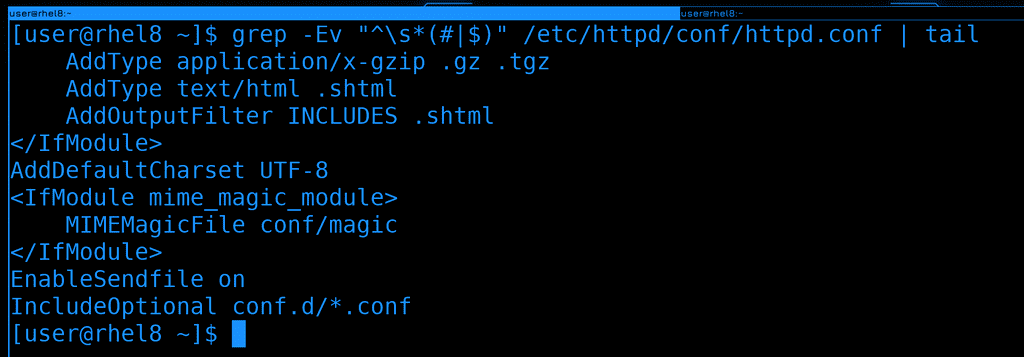 user@rhel8:~
user@rhel8:~
[user@rhel8 ~]$ grep -Ev "^\s*(#|$)" /etc/httpd/conf/httpd.conf | tail
    AddType application/x-gzip .gz .tgz
    AddType text/html .shtml
    AddOutputFilter INCLUDES .shtml
</IfModule>
AddDefaultCharset UTF-8
<IfModule mime_magic_module>
    MIMEMagicFile conf/magic
</IfModule>
EnableSendfile on
IncludeOptional conf.d/*.conf
[user@rhel8 ~]$